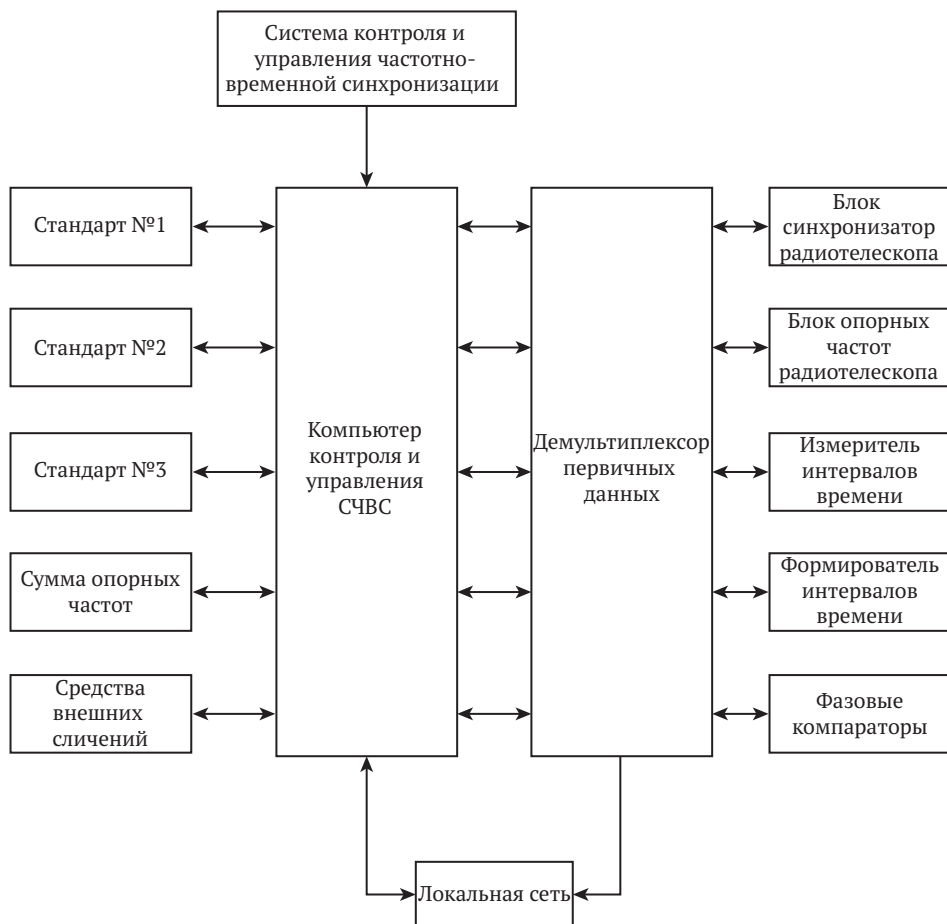 Система контроля и
управления частотно-
временной синхронизации
Стандарт №1
Стандарт №2
Стандарт №3
Сумма опорных
частот
Средства
внешних
сличений
Компьютер
контроля и
управления
СЧВС
Демультиплексор
первичных
данных
Блок
синхронизатор
радиотелескопа
Блок опорных
частот
радиотелескопа
Измеритель
интервалов
времени
Формирователь
интервалов
времени
Фазовые
компараторы
Локальная сеть